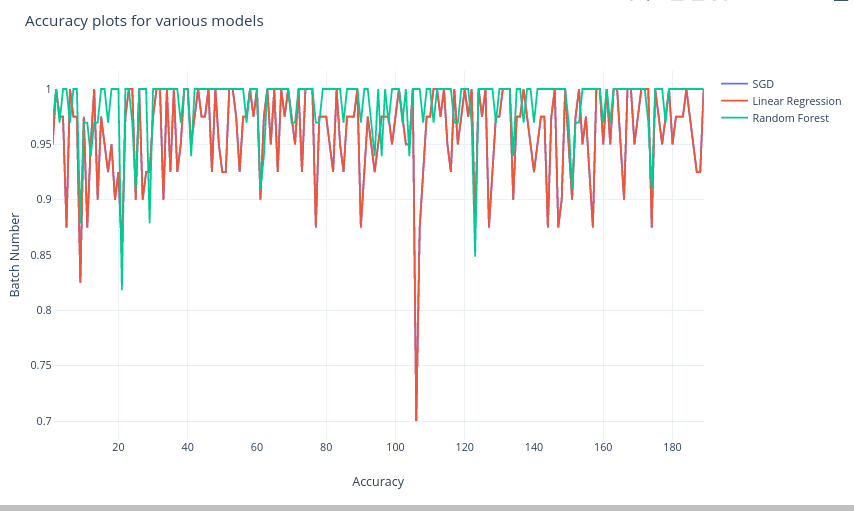 Accuracy plots for various models
1
0.95
0.9
0.85
0.8
0.75
0.7
Batch Number
20 40 60 80 100 120 140 160 180
Accuracy
SGD
Linear Regression
Random Forest